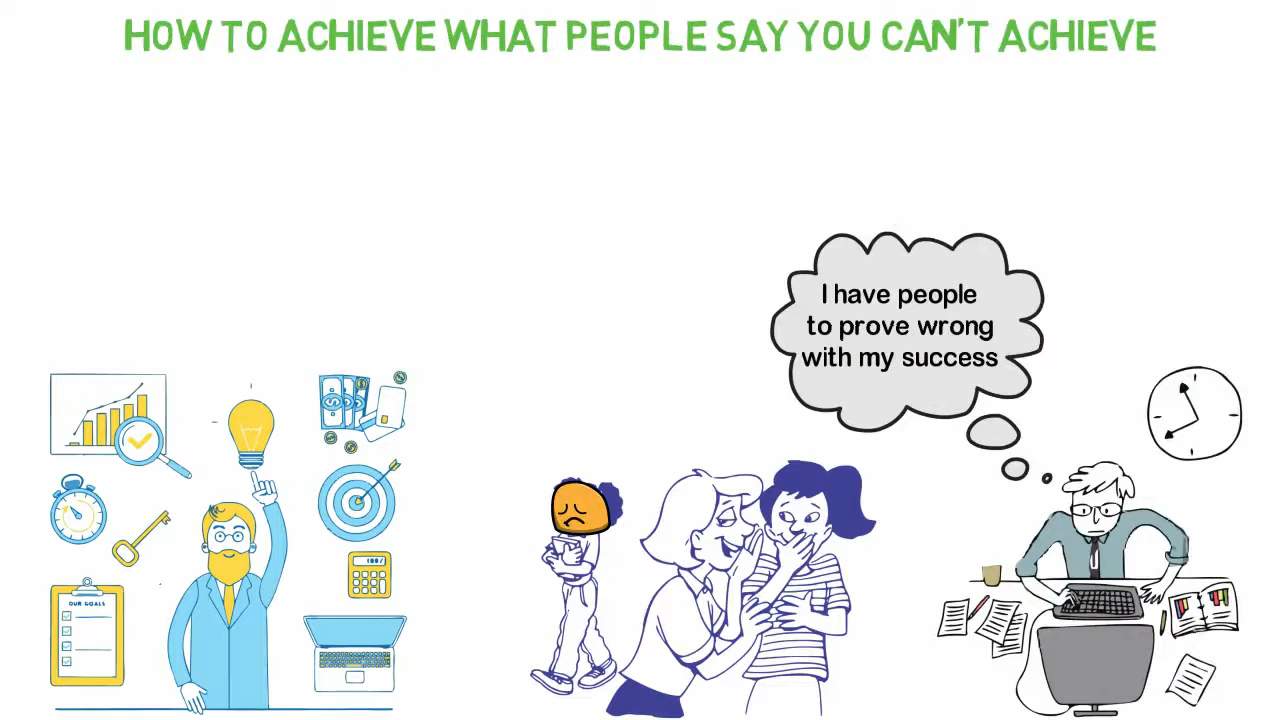 HOW TO ACHIEVE WHAT PEOPLE SAY YOU CAN'T ACHIEVE
I have people
to prove wrong
with my success
OUR GOALS